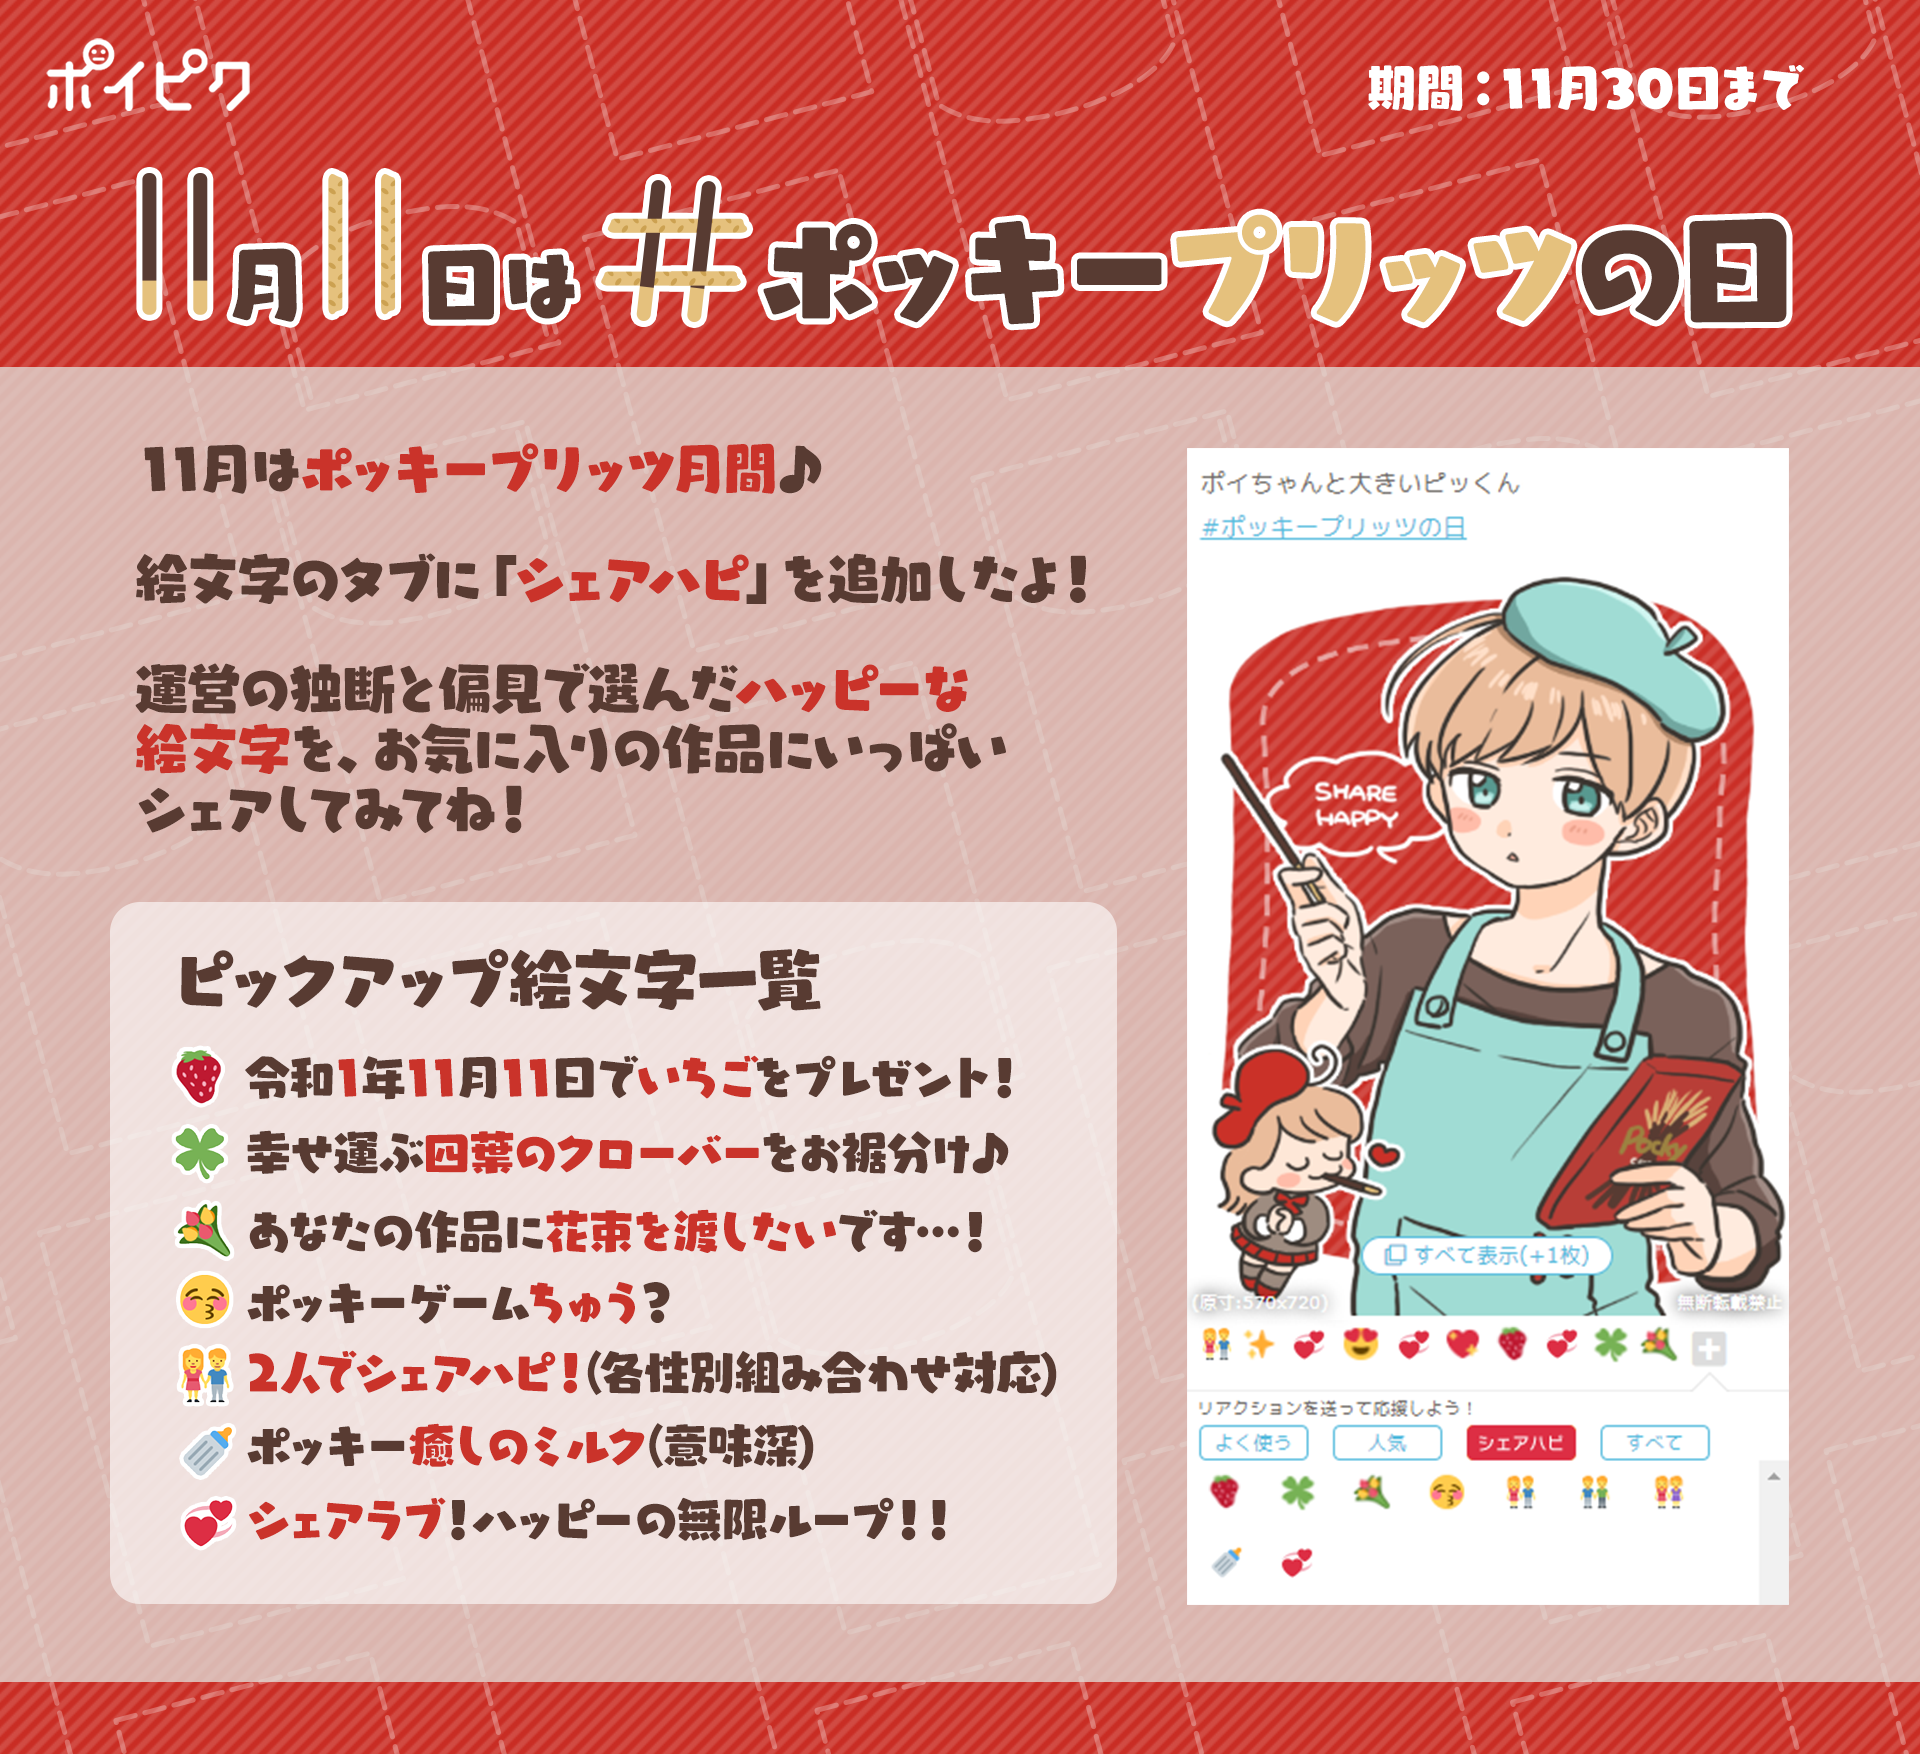 ポイピク
期間：11月30日まで
11月11日は#ポッキープリッツの日
11月はポッキープリッツ月間♪
絵文字のタブに「シェアハピ」を追加したよ！
運営の独断と偏見で選んだハッピーな
絵文字を、お気に入りの作品にいっぱい
シェアしてみてね！
ピックアップ絵文字一覧
令和1年11月11日でいちごをプレゼント！
幸せ運ぶ四葉のクローバーをお裾分け♪
あなたの作品に花束を渡したいです…！
ポッキーゲームちゅう？
2人でシェアハピ！(各性別組み合わせ対応)
ポッキー癒しのミルク(意味深)
シェアラブ！ハッピーの無限ループ！！
ポイちゃんと大きいピッくん
#ポッキープリッツの日
SHARE
HAPPY
Pocky
すべて表示(+1枚)
(原寸:570x720)
無断転載禁止
リアクションを送って応援しよう！
よく使う
人気
シェアハピ
すべて